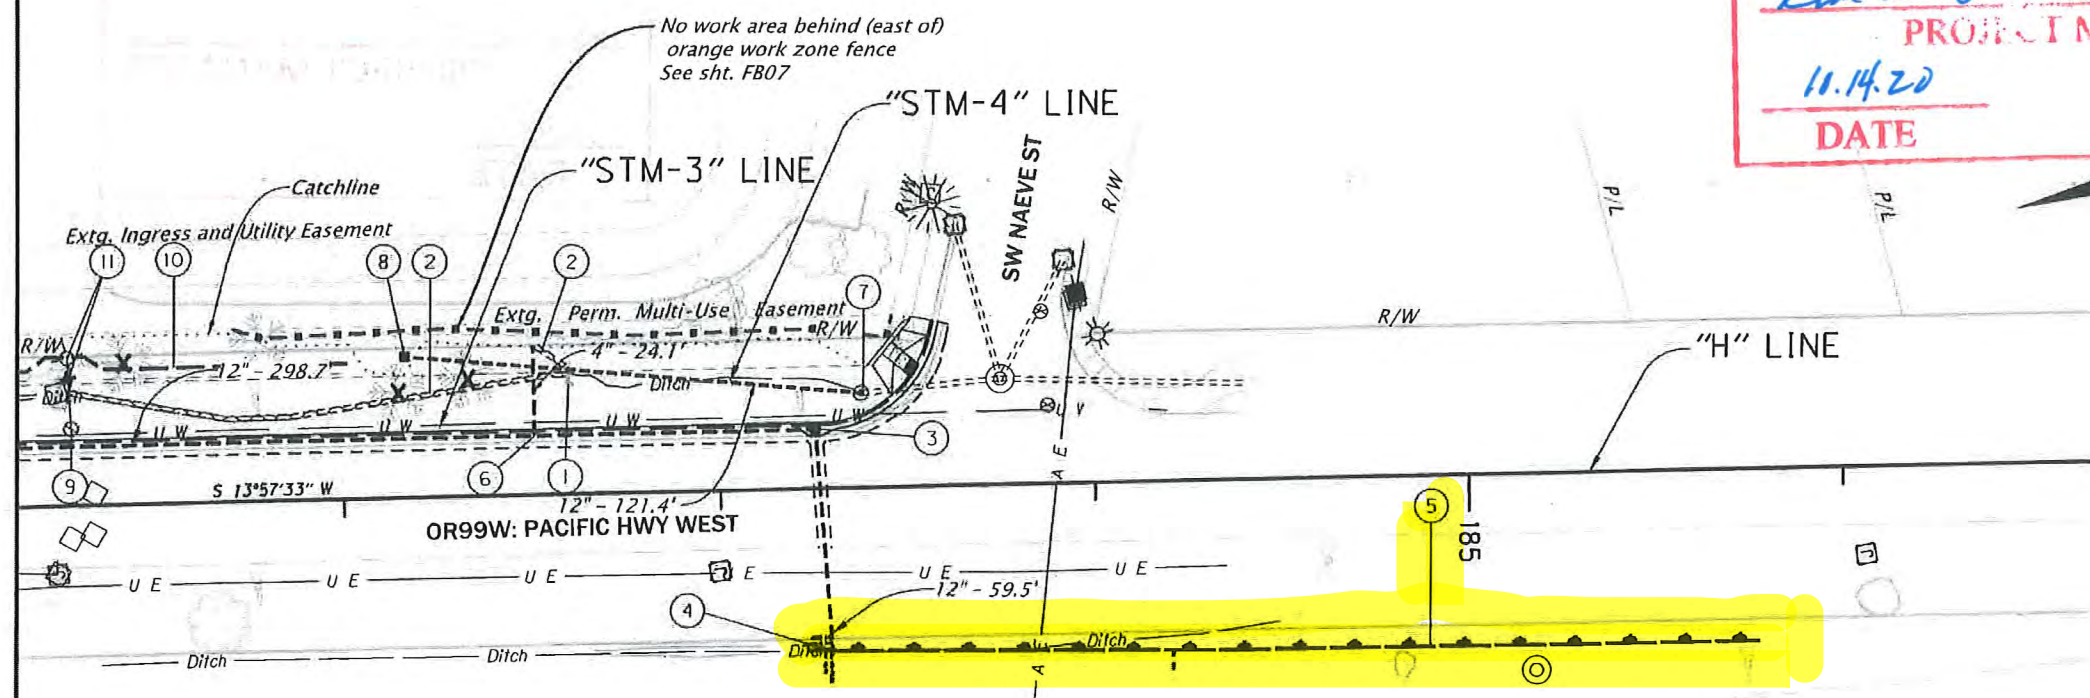 No work area behind (east of)
orange work zone fence
See sht. FB07
PROJECT M
10.14.20
DATE
"STM-4" LINE
"STM-3" LINE
SW NAEVE ST
R/W
R/W
P/L
P/L
Catchline
Extg. Ingress and Utility Easement
11
10
8
2
2
7
Extg. Perm. Multi-Use Easement
R/W
R/W
R/W
"H" LINE
4" - 24.1'
12" - 298.7'
Ditch
Ditch
U W
U W
U W
U W
U V
3
9
6
1
S 13°57'33" W
12" - 121.4'
A E
5
185
OR99W: PACIFIC HWY WEST
U E
U E
U E
E
U E
U E
12" - 59.5'
4
Ditch
Ditch
Ditch
Ditch
A E